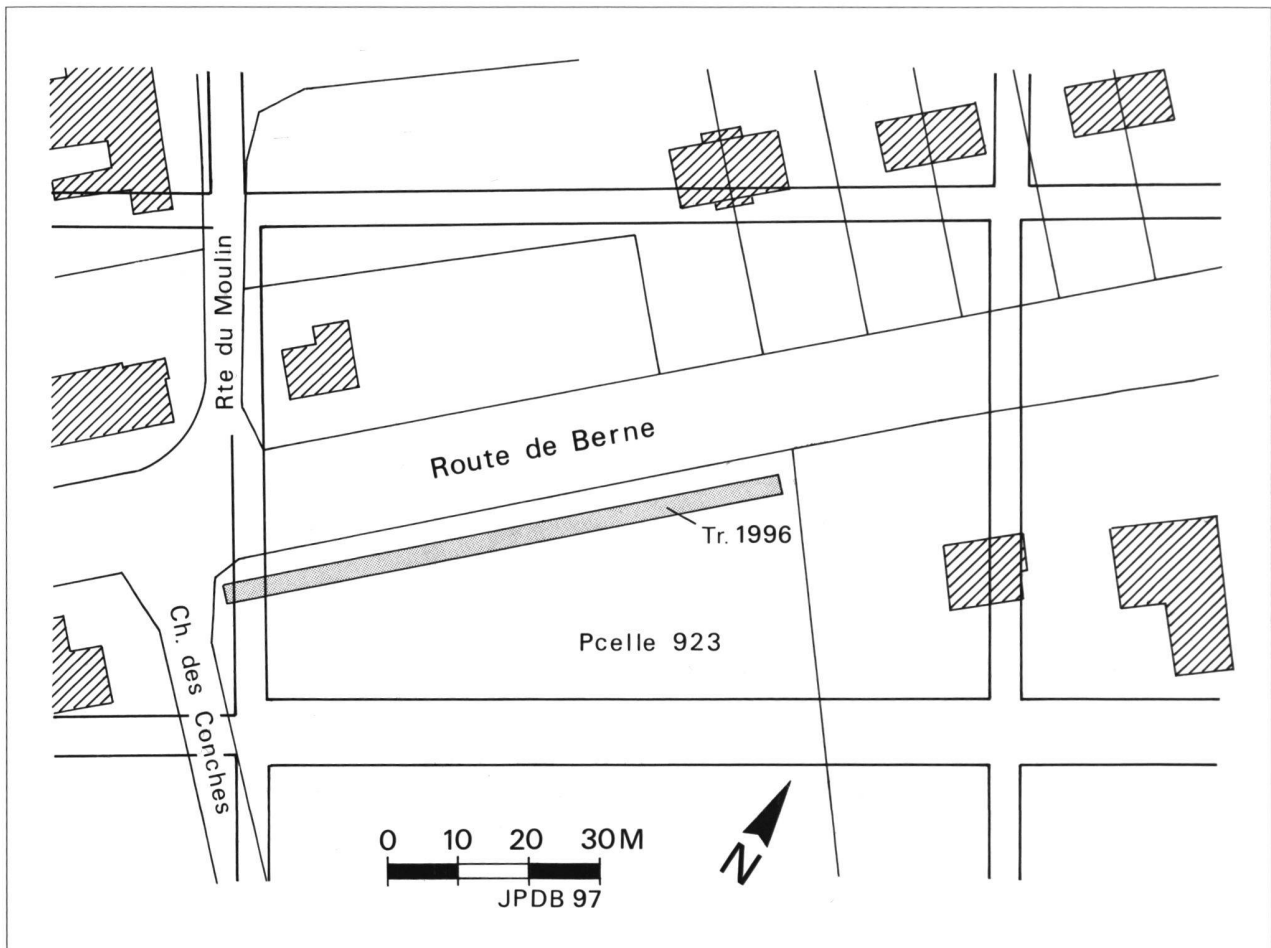 Rte du Moulin
Route de Berne
Tr. 1996
Pcelle 923
Ch. des Conches
0 10 20 30M
JPDB 97
N